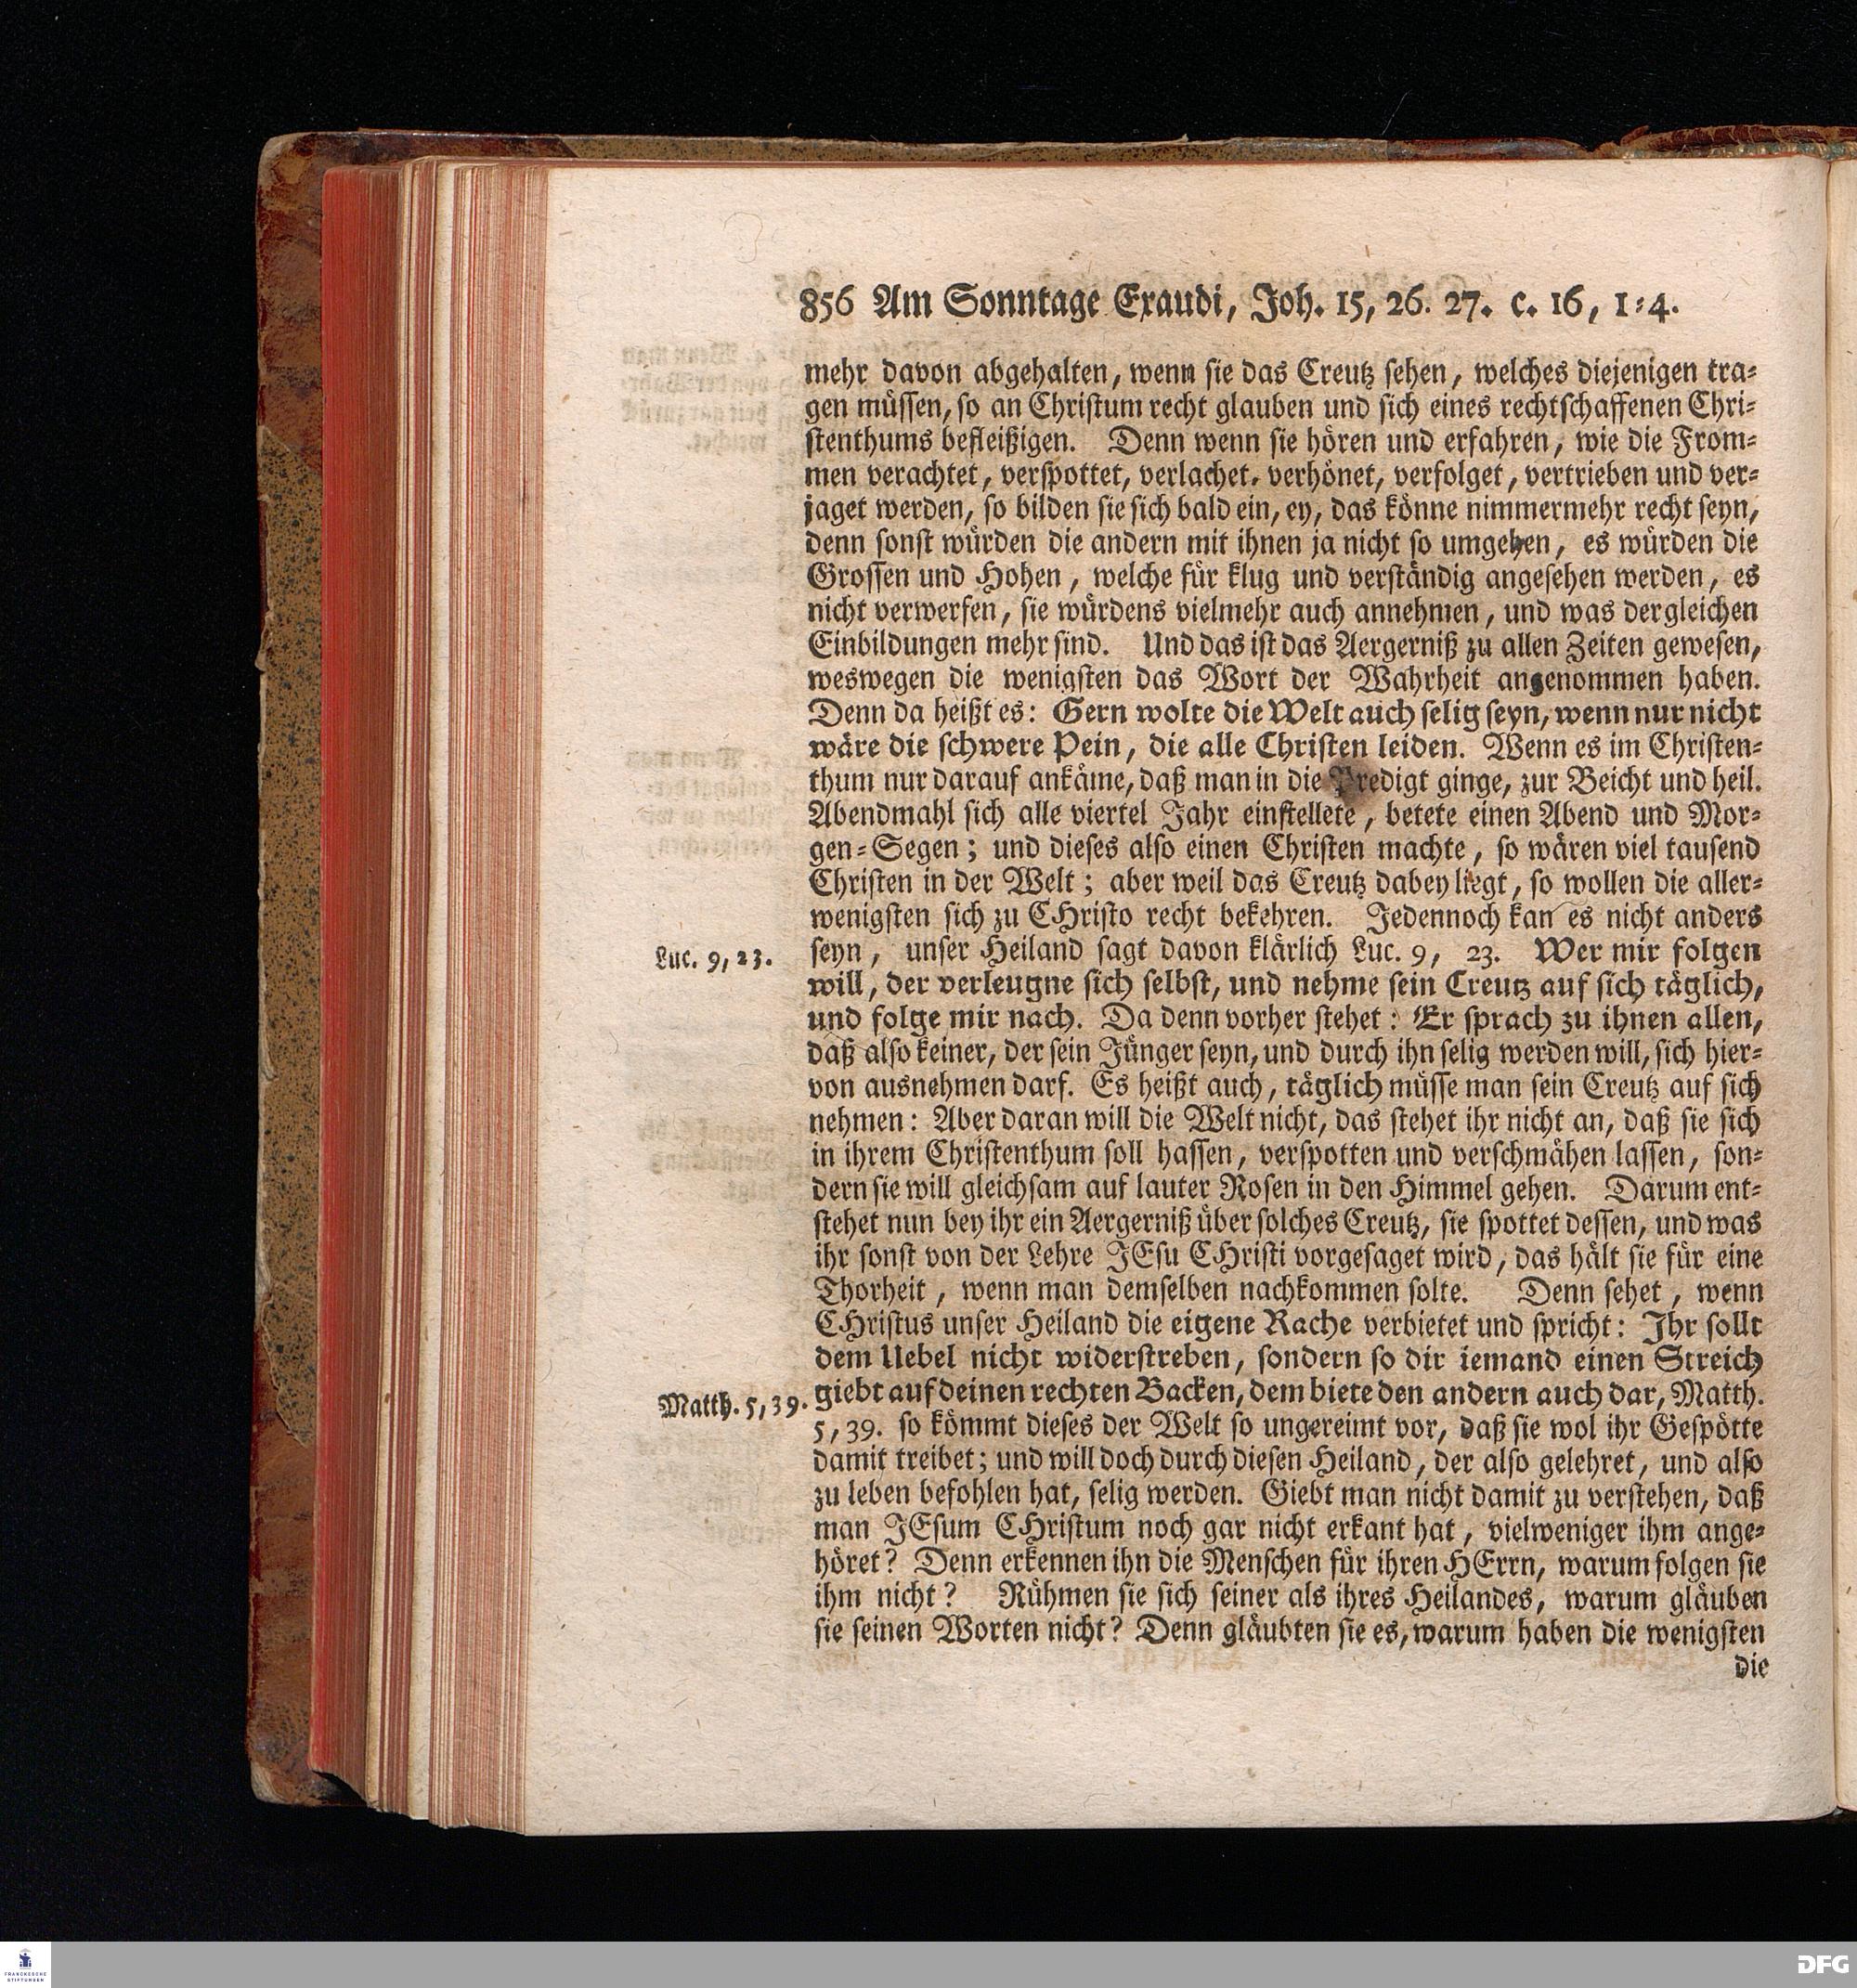 856 Am Sonntage Exaudi, Joh. 15, 26. 27. c. 16, 1⸗4.
mehr davon abgehalten, wenn sie das Creutz sehen, welches diejenigen tra⸗
gen müssen, so an Christum recht glauben und sich eines rechtschaffenen Chri⸗
stenthums befleißigen. Denn wenn sie hören und erfahren, wie die From⸗
men verachtet, verspottet, verlachet, verhönet, verfolget, vertrieben und ver⸗
jaget werden, so bilden sie sich bald ein, ey, das könne nimmermehr recht seyn,
denn sonst würden die andern mit ihnen ja nicht so umgehen, es würden die
Grossen und Hohen, welche für klug und verständig angesehen werden, es
nicht verwerfen, sie würdens vielmehr auch annehmen, und was dergleichen
Einbildungen mehr sind. Und das ist das Aergerniß zu allen Zeiten gewesen,
weswegen die wenigsten das Wort der Wahrheit angenommen haben.
Denn da heißt es: Gern wolte die Welt auch selig seyn, wenn nur nicht
wäre die schwere Pein, die alle Christen leiden. Wenn es im Christen⸗
thum nur darauf ankäme, daß man in die Predigt ginge, zur Beicht und heil.
Abendmahl sich alle viertel Jahr einstellete, betete einen Abend und Mor⸗
gen⸗Segen; und dieses also einen Christen machte, so wären viel tausend
Christen in der Welt; aber weil das Creutz dabey liegt, so wollen die aller⸗
wenigsten sich zu CHristo recht bekehren. Jedennoch kan es nicht anders
Luc. 9, 23.
seyn, unser Heiland sagt davon klärlich Luc. 9, 23. Wer mir folgen
will, der verleugne sich selbst, und nehme sein Creutz auf sich täglich,
und folge mir nach. Da denn vorher stehet: Er sprach zu ihnen allen,
daß also keiner, der sein Jünger seyn, und durch ihn selig werden will, sich hier⸗
von ausnehmen darf. Es heißt auch, täglich müsse man sein Creutz auf sich
nehmen: Aber daran will die Welt nicht, das stehet ihr nicht an, daß sie sich
in ihrem Christenthum soll hassen, verspotten und verschmähen lassen, son⸗
dern sie will gleichsam auf lauter Rosen in den Himmel gehen. Darum ent⸗
stehet nun bey ihr ein Aergerniß über solches Creutz, sie spottet dessen, und was
ihr sonst von der Lehre JEsu CHristi vorgesaget wird, das hält sie für eine
Thorheit, wenn man demselben nachkommen solte. Denn sehet, wenn
CHristus unser Heiland die eigene Rache verbietet und spricht: Ihr sollt
dem Uebel nicht widerstreben, sondern so dir iemand einen Streich
Matth. 5, 39.
giebt auf deinen rechten Backen, dem biete den andern auch dar, Matth.
5, 39. so kömmt dieses der Welt so ungereimt vor, daß sie wol ihr Gespötte
damit treibet; und will doch durch diesen Heiland, der also gelehret, und also
zu leben befohlen hat, selig werden. Giebt man nicht damit zu verstehen, daß
man JEsum CHristum noch gar nicht erkant hat, vielweniger ihm ange⸗
höret? Denn erkennen ihn die Menschen für ihren HErrn, warum folgen sie
ihm nicht? Rühmen sie sich seiner als ihres Heilandes, warum gläuben
sie seinen Worten nicht? Denn gläubten sie es, warum haben die wenigsten
die
FRANCKESCHE
STIFTUNGEN
DFG